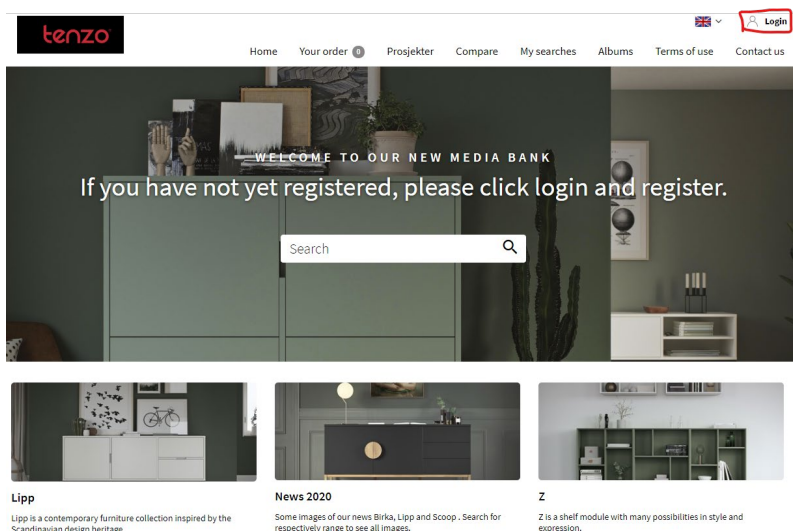 tenzo
Login
Home Your order 0 Prosjekter Compare My searches Albums Terms of use Contact us
WELCOME TO OUR NEW MEDIA BANK
If you have not yet registered, please click login and register.
Search
Lipp
Lipp is a contemporary furniture collection inspired by the
Scandinavian design heritage.
News 2020
Some images of our news Birka, Lipp and Scoop . Search for
respectively range to see all images.
Z
Z is a shelf module with many possibilities in style and
expression.